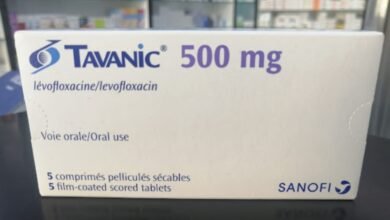 TAVANIC® 500 mg
lévofloxacine/levofloxacin
Voie orale/Oral use
5 comprimés pelliculés sécables
5 film-coated scored tablets
SANOFI